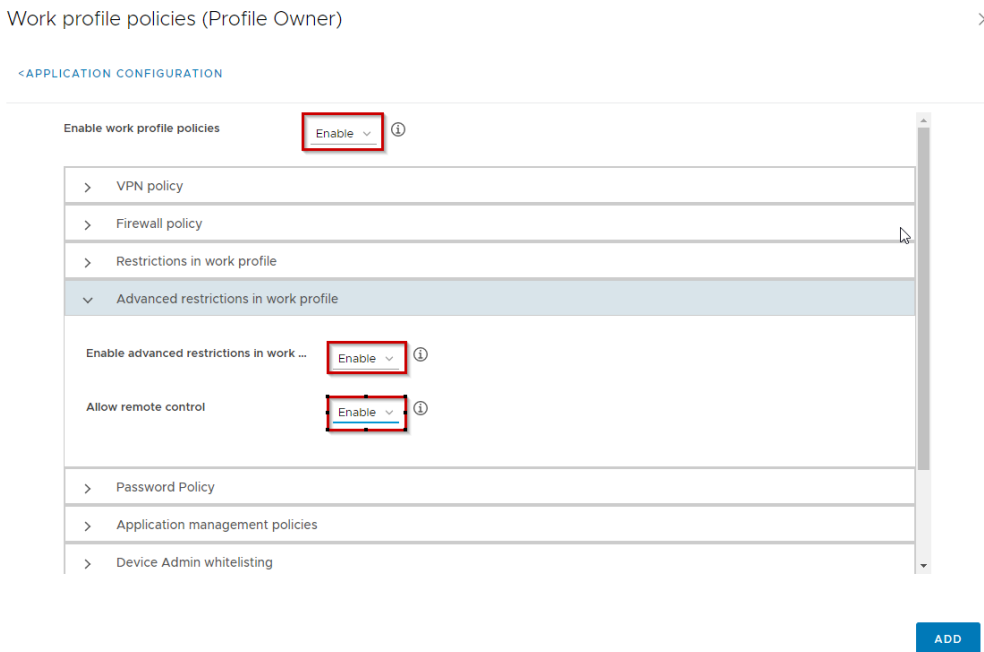 Work profile policies (Profile Owner)
<APPLICATION CONFIGURATION
Enable work profile policies Enable
VPN policy
Firewall policy
Restrictions in work profile
Advanced restrictions in work profile
Enable advanced restrictions in work ... Enable
Allow remote control Enable
Password Policy
Application management policies
Device Admin whitelisting
ADD